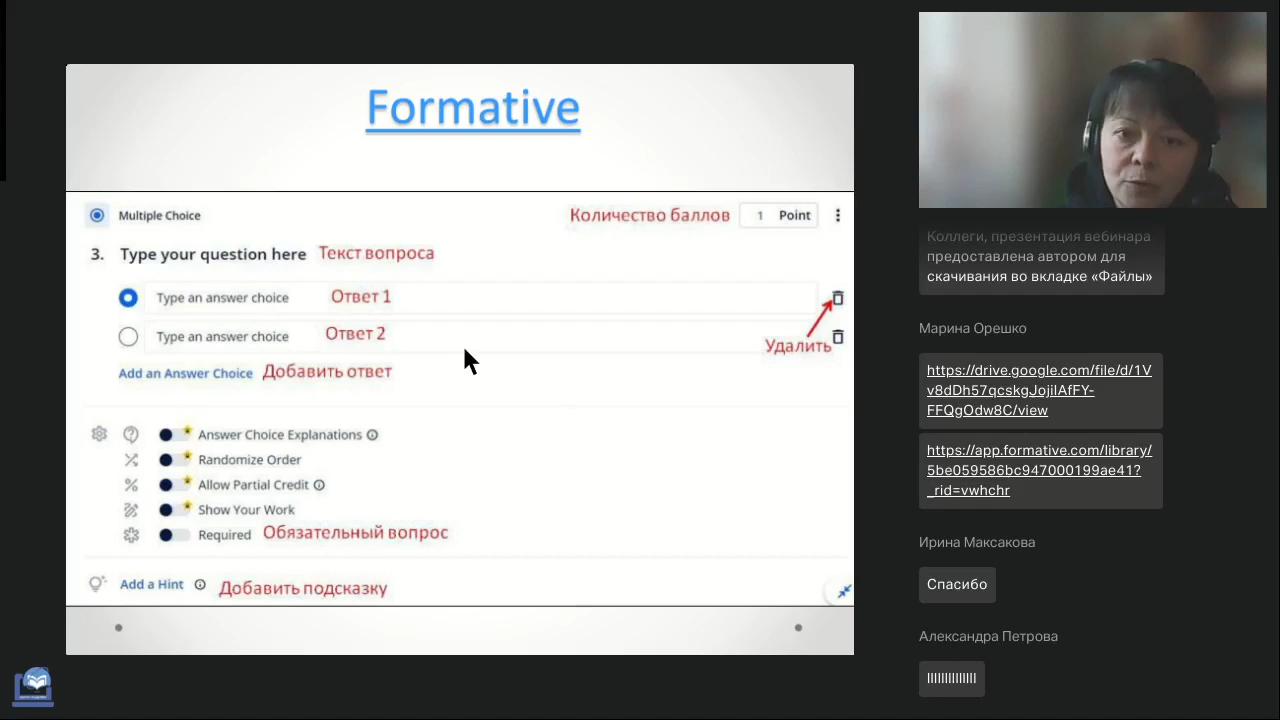 Formative
Multiple Choice
Количество баллов
1 Point
3. Type your question here Текст вопроса
Type an answer choice Ответ 1
Type an answer choice Ответ 2
Удалить
Add an Answer Choice Добавить ответ
Answer Choice Explanations
Randomize Order
Allow Partial Credit
Show Your Work
Required Обязательный вопрос
Add a Hint Добавить подсказку
Коллеги, презентация вебинара
предоставлена автором для
скачивания во вкладке «Файлы»
Марина Орешко
https://drive.google.com/file/d/1V
v8dDh57qcskgJojilAfFY-
FFQgOdw8C/view
https://app.formative.com/library/
5be059586bc947000199ae41?
_rid=vwhchr
Ирина Максакова
Спасибо
Александра Петрова